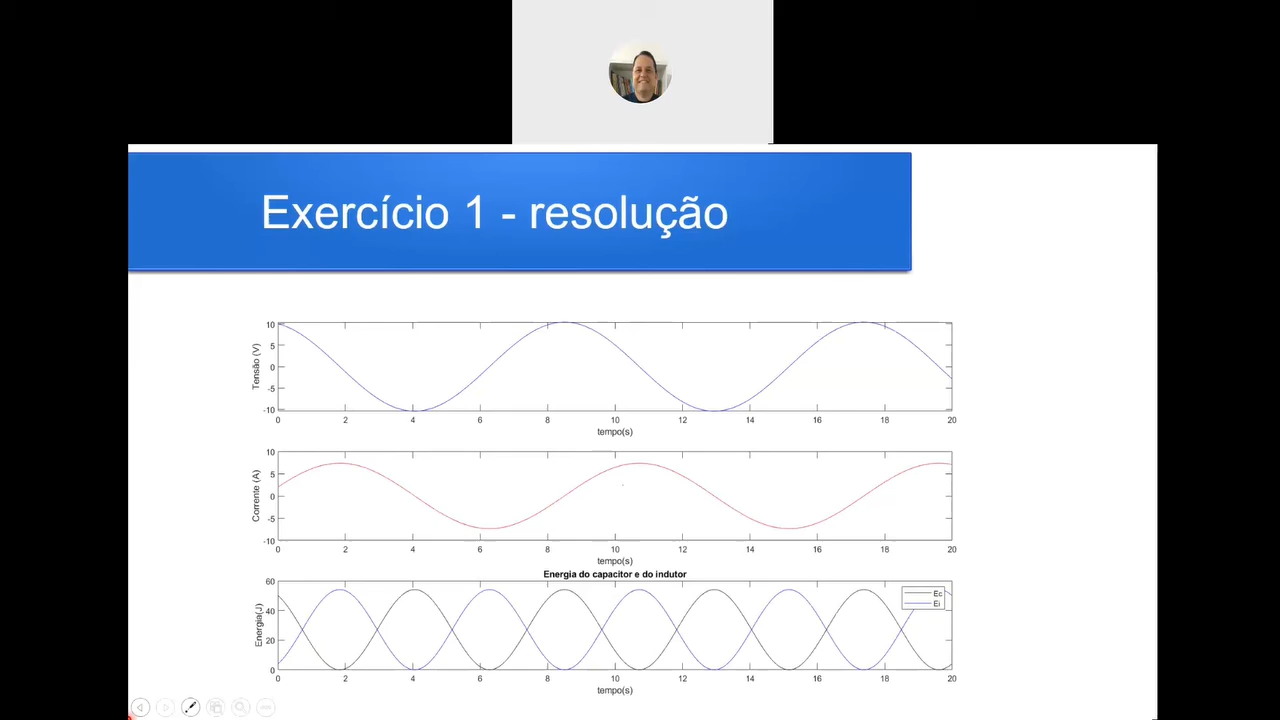 Exercício 1 - resolução
10
5
0
-5
-10
Tensão (V)
0 2 4 6 8 10 12 14 16 18 20
tempo(s)
10
5
0
-5
-10
Corrente (A)
0 2 4 6 8 10 12 14 16 18 20
tempo(s)
Energia do capacitor e do indutor
60
40
20
0
Energia(J)
Ec
Ei
0 2 4 6 8 10 12 14 16 18 20
tempo(s)